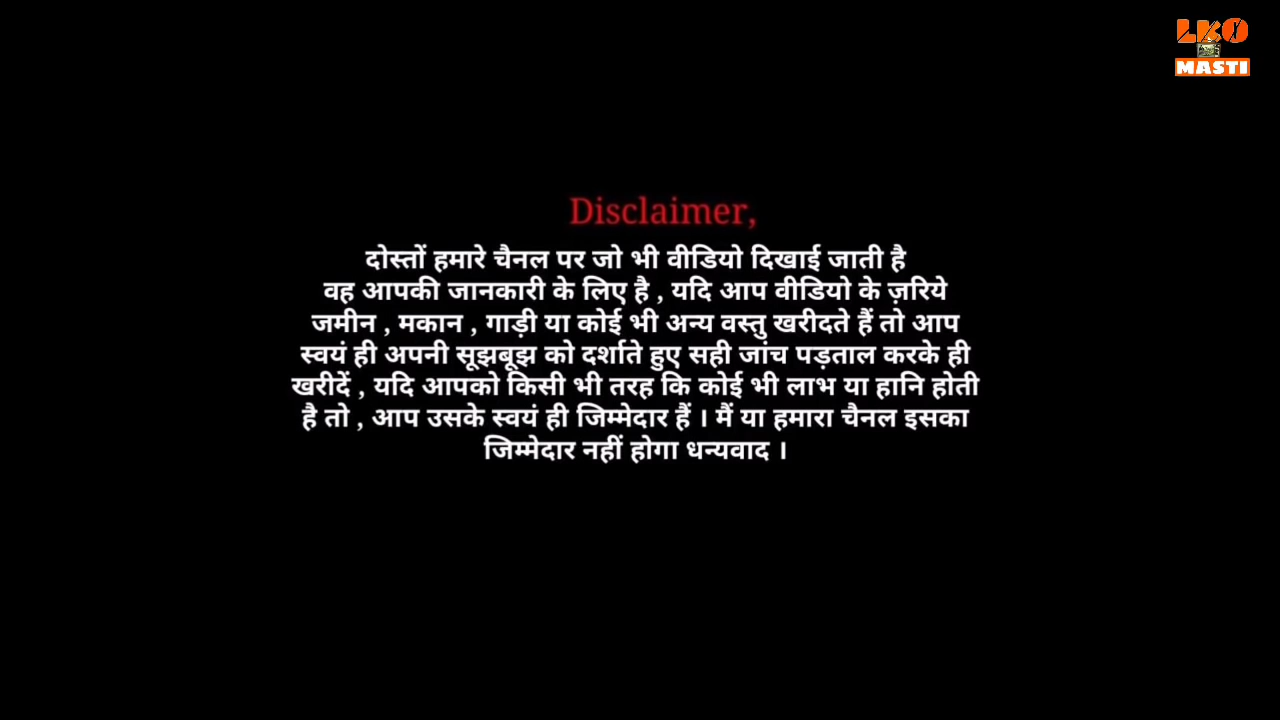 LKO
MASTI
Disclaimer,
दोस्तों हमारे चैनल पर जो भी वीडियो दिखाई जाती है
वह आपकी जानकारी के लिए है , यदि आप वीडियो के ज़रिये
जमीन , मकान , गाड़ी या कोई भी अन्य वस्तु खरीदते हैं तो आप
स्वयं ही अपनी सूझबूझ को दर्शाते हुए सही जांच पड़ताल करके ही
खरीदें , यदि आपको किसी भी तरह कि कोई भी लाभ या हानि होती
है तो , आप उसके स्वयं ही जिम्मेदार हैं । मैं या हमारा चैनल इसका
जिम्मेदार नहीं होगा धन्यवाद ।